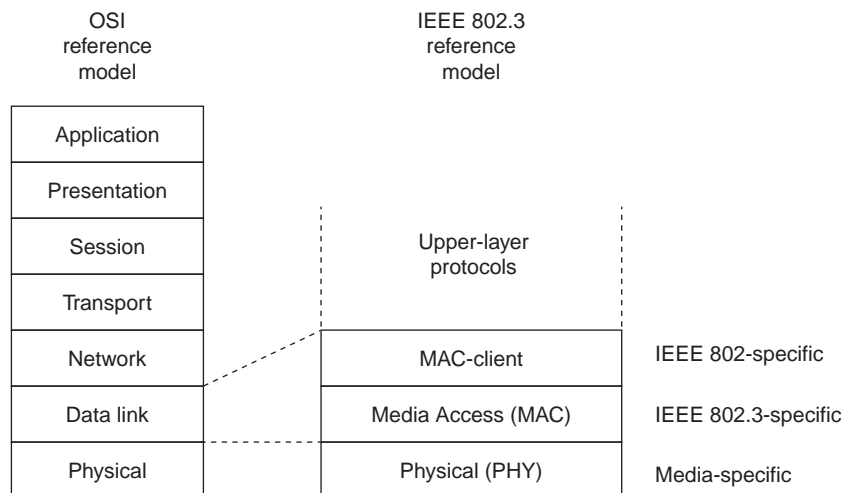 OSI
reference
model
IEEE 802.3
reference
model
Application
Presentation
Session
Transport
Network
Data link
Physical
Upper-layer
protocols
MAC-client
Media Access (MAC)
Physical (PHY)
IEEE 802-specific
IEEE 802.3-specific
Media-specific